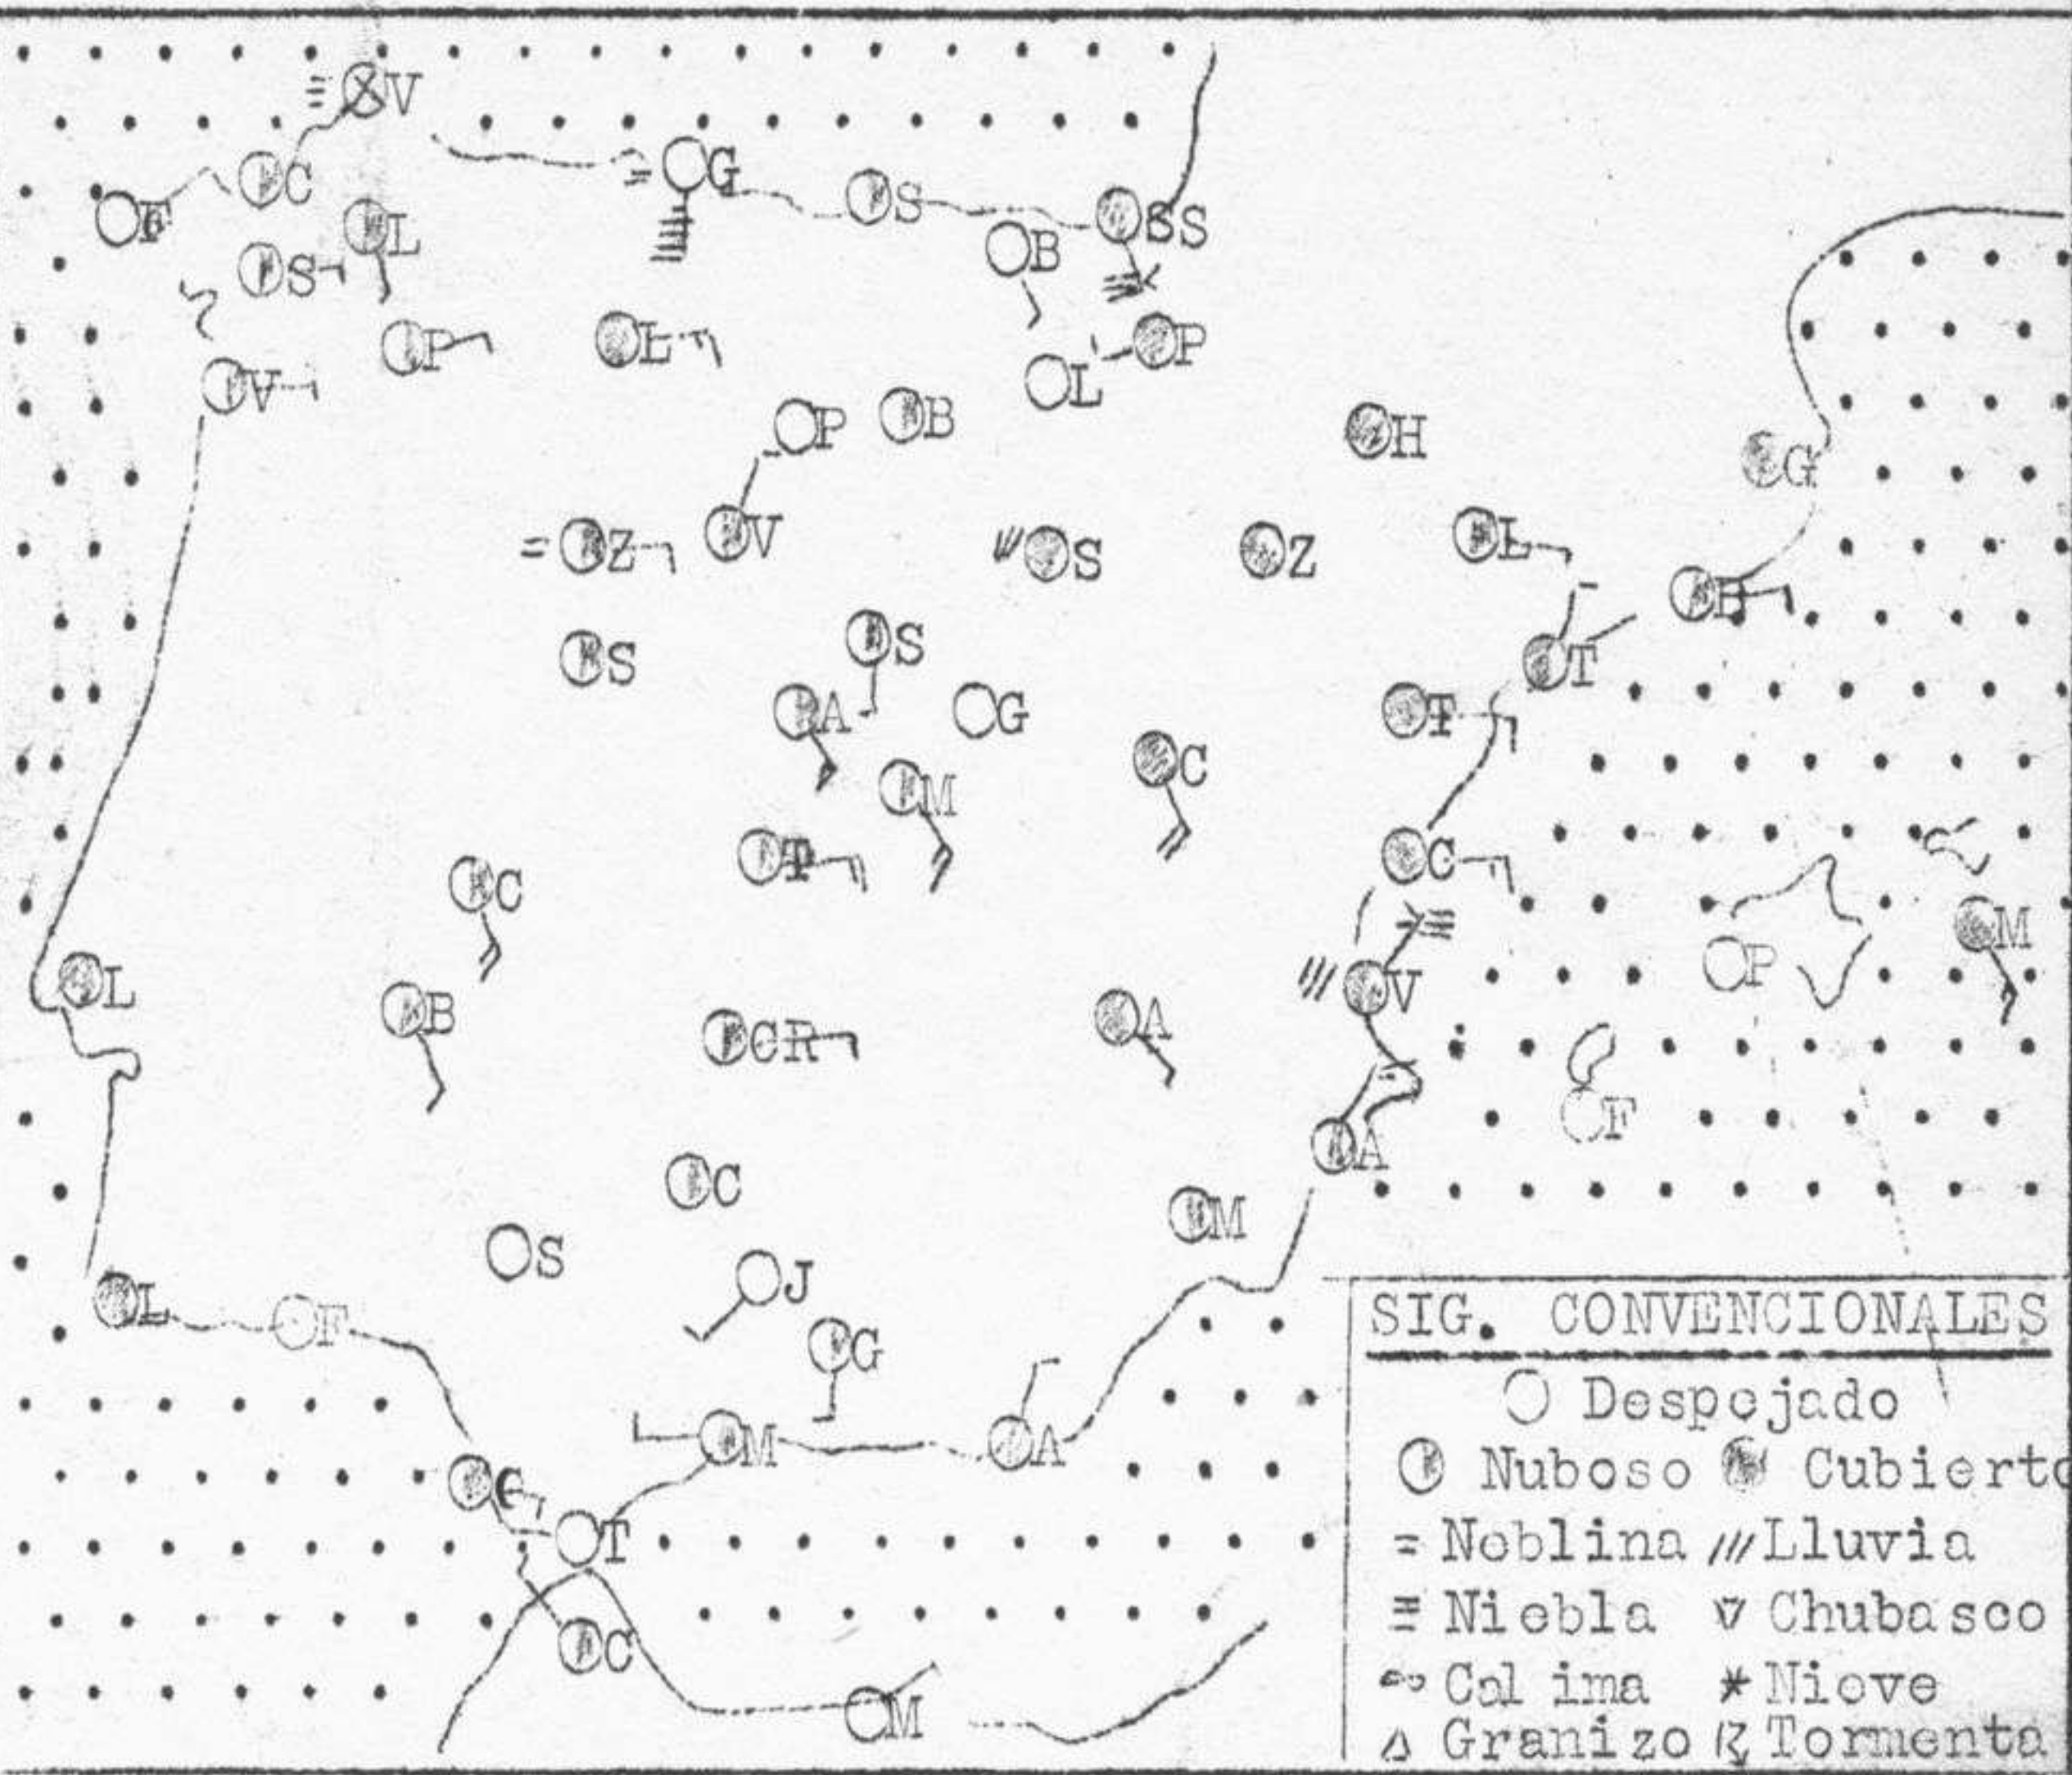 V
C
G
F
S
SS
L
B
S
P
L
P
V
L
P
B
H
G
Z
V
S
Z
L
B
S
S
T
A
G
T
C
M
T
C
C
M
L
V
P
B
CR
A
F
A
C
M
S
J
L
F
G
M
A
C
T
C
M
SIG. CONVENCIONALES
Despejado
Nuboso Cubierto
= Neblina /// Lluvia
≡ Niebla Chubasco
Calima * Nieve
Granizo Tormenta